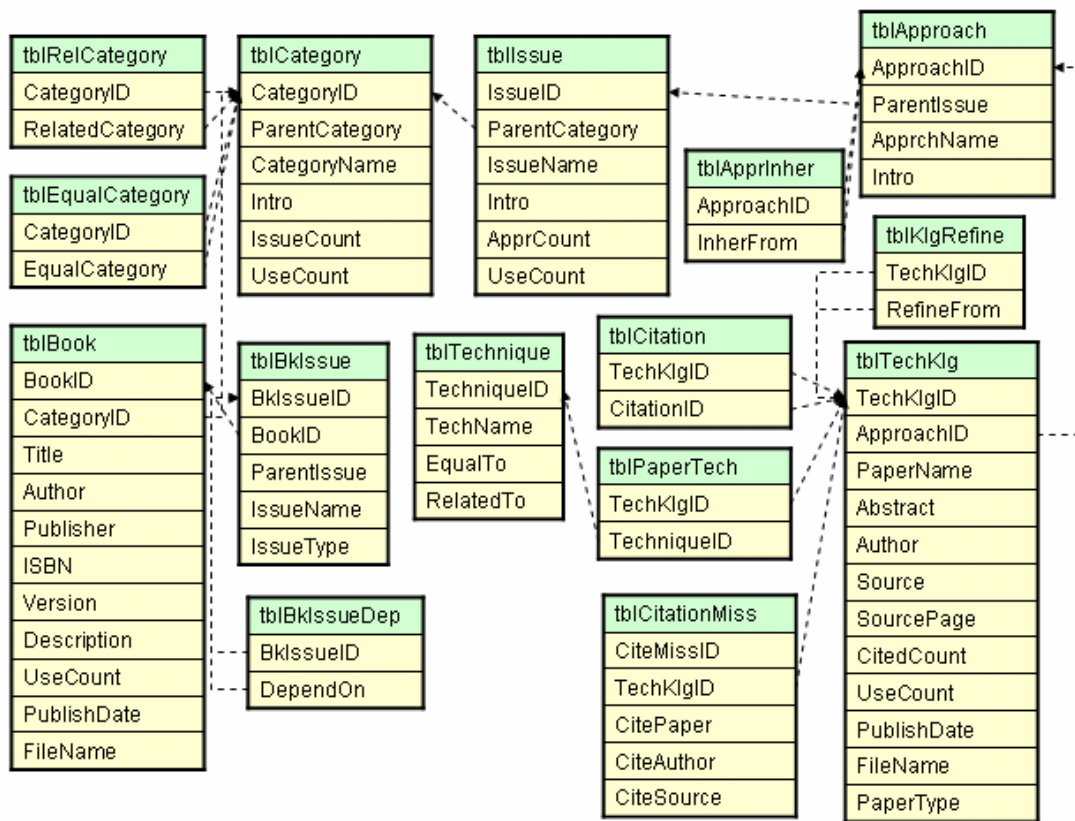 tblRelCategory
CategoryID
RelatedCategory
tblEqualCategory
CategoryID
EqualCategory
tblCategory
CategoryID
ParentCategory
CategoryName
Intro
IssueCount
UseCount
tblIssue
IssueID
ParentCategory
IssueName
Intro
ApprCount
UseCount
tblApprInher
ApproachID
InherFrom
tblApproach
ApproachID
ParentIssue
ApprchName
Intro
tblKlgRefine
TechKlgID
RefineFrom
tblBook
BookID
CategoryID
Title
Author
Publisher
ISBN
Version
Description
UseCount
PublishDate
FileName
tblBkIssue
BkIssueID
BookID
ParentIssue
IssueName
IssueType
tblBkIssueDep
BkIssueID
DependOn
tblTechnique
TechniqueID
TechName
EqualTo
RelatedTo
tblCitation
TechKlgID
CitationID
tblPaperTech
TechKlgID
TechniqueID
tblCitationMiss
CiteMissID
TechKlgID
CitePaper
CiteAuthor
CiteSource
tblTechKlg
TechKlgID
ApproachID
PaperName
Abstract
Author
Source
SourcePage
CitedCount
UseCount
PublishDate
FileName
PaperType